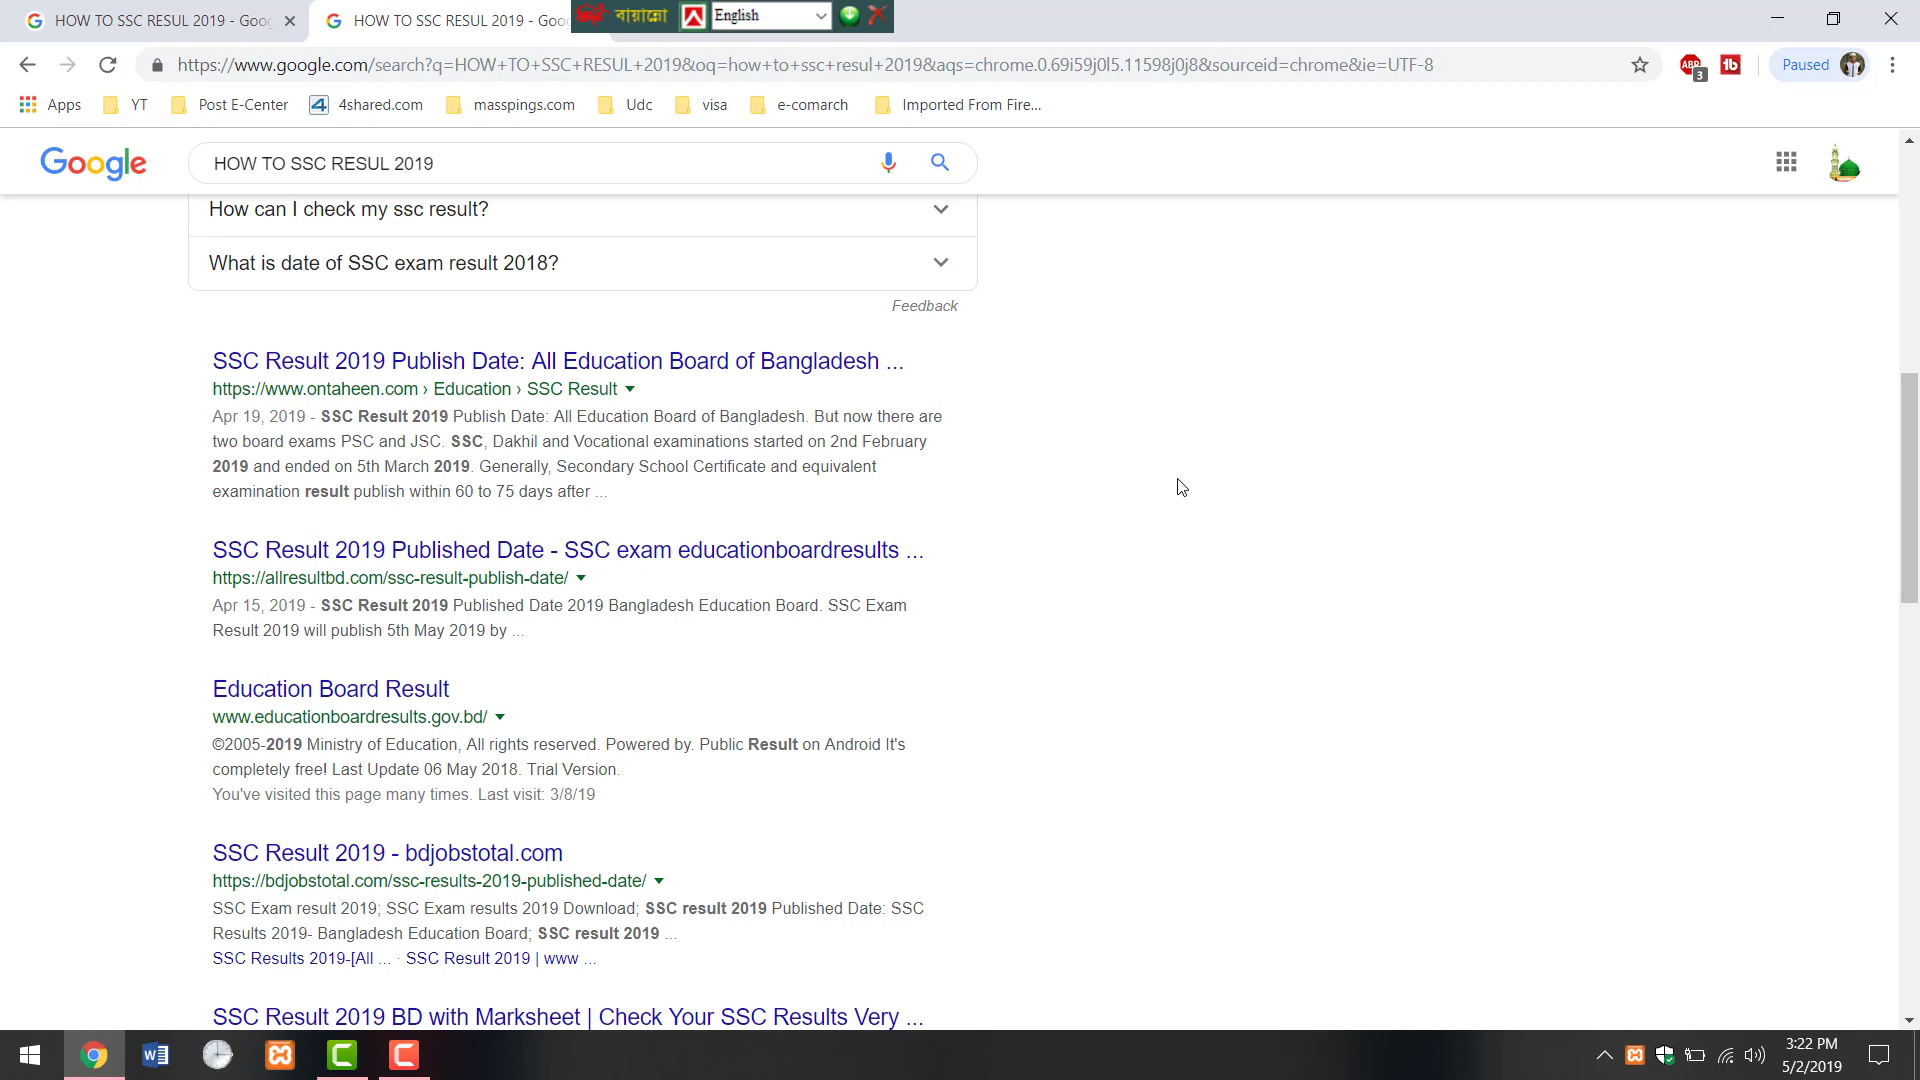 HOW TO SSC RESUL 2019 - Goog
HOW TO SSC RESUL 2019 - Goo
বায়ান্নো
English
https://www.google.com/search?q=HOW+TO+SSC+RESUL+2019&oq=how+to+ssc+resul+2019&aqs=chrome.0.69i59j0l5.11598j0j8&sourceid=chrome&ie=UTF-8
ABP
3
1b
Paused
Apps
YT
Post E-Center
4shared.com
masspings.com
Udc
visa
e-comarch
Imported From Fire...
Google
HOW TO SSC RESUL 2019
How can I check my ssc result?
What is date of SSC exam result 2018?
Feedback
SSC Result 2019 Publish Date: All Education Board of Bangladesh ...
https://www.ontaheen.com › Education › SSC Result
Apr 19, 2019 - SSC Result 2019 Publish Date: All Education Board of Bangladesh. But now there are
two board exams PSC and JSC. SSC, Dakhil and Vocational examinations started on 2nd February
2019 and ended on 5th March 2019. Generally, Secondary School Certificate and equivalent
examination result publish within 60 to 75 days after ...
SSC Result 2019 Published Date - SSC exam educationboardresults ...
https://allresultbd.com/ssc-result-publish-date/
Apr 15, 2019 - SSC Result 2019 Published Date 2019 Bangladesh Education Board. SSC Exam
Result 2019 will publish 5th May 2019 by ...
Education Board Result
www.educationboardresults.gov.bd/
©2005-2019 Ministry of Education, All rights reserved. Powered by. Public Result on Android It's
completely free! Last Update 06 May 2018. Trial Version.
You've visited this page many times. Last visit: 3/8/19
SSC Result 2019 - bdjobstotal.com
https://bdjobstotal.com/ssc-results-2019-published-date/
SSC Exam result 2019; SSC Exam results 2019 Download; SSC result 2019 Published Date: SSC
Results 2019- Bangladesh Education Board; SSC result 2019 ...
SSC Results 2019-[All ... · SSC Result 2019 | www ...
SSC Result 2019 BD with Marksheet | Check Your SSC Results Very ...
3:22 PM
5/2/2019